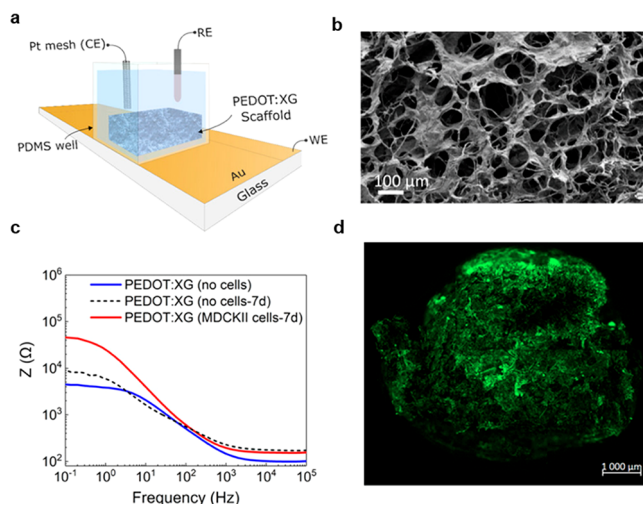 a
Pt mesh (CE)
RE
PEDOT:XG
Scaffold
PDMS well
WE
Au
Glass
b
100 µm
c
10⁶
10⁵
10⁴
10³
10²
Z (Ω)
PEDOT:XG (no cells)
PEDOT:XG (no cells-7d)
PEDOT:XG (MDCKII cells-7d)
10⁻¹ 10⁰ 10¹ 10² 10³ 10⁴ 10⁵
Frequency (Hz)
d
1 000 µm